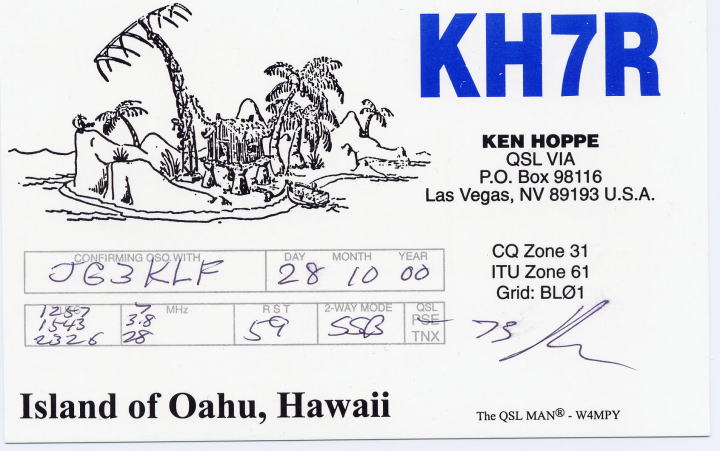 KH7R
KEN HOPPE
QSL VIA
P.O. Box 98116
Las Vegas, NV 89193 U.S.A.
CONFIRMING QSO WITH DAY MONTH YEAR
JG3KLF 28 10 00
CQ Zone 31
ITU Zone 61
Grid: BLØ1
MHz R S T 2-WAY MODE QSL
1287 7 59 SSB PSE
1543 3.8 TNX
2326 28
73
Island of Oahu, Hawaii
The QSL MAN® - W4MPY